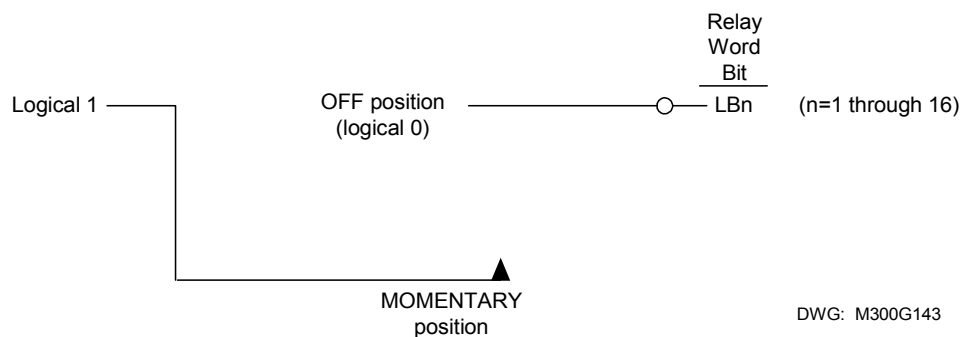 Relay
Word
Bit
Logical 1
OFF position
(logical 0)
LBn
(n=1 through 16)
MOMENTARY
position
DWG: M300G143